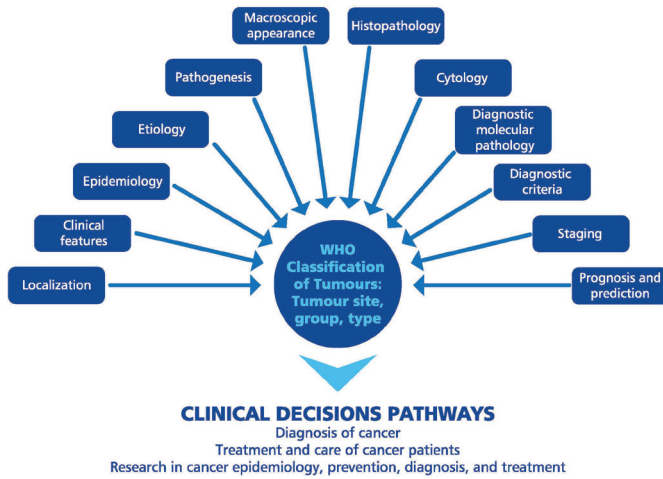 Macroscopic
appearance
Histopathology
Pathogenesis
Cytology
Etiology
Diagnostic
molecular
pathology
Epidemiology
Diagnostic
criteria
Clinical
features
Staging
Localization
Prognosis and
prediction
WHO
Classification
of Tumours:
Tumour site,
group, type
CLINICAL DECISIONS PATHWAYS
Diagnosis of cancer
Treatment and care of cancer patients
Research in cancer epidemiology, prevention, diagnosis, and treatment